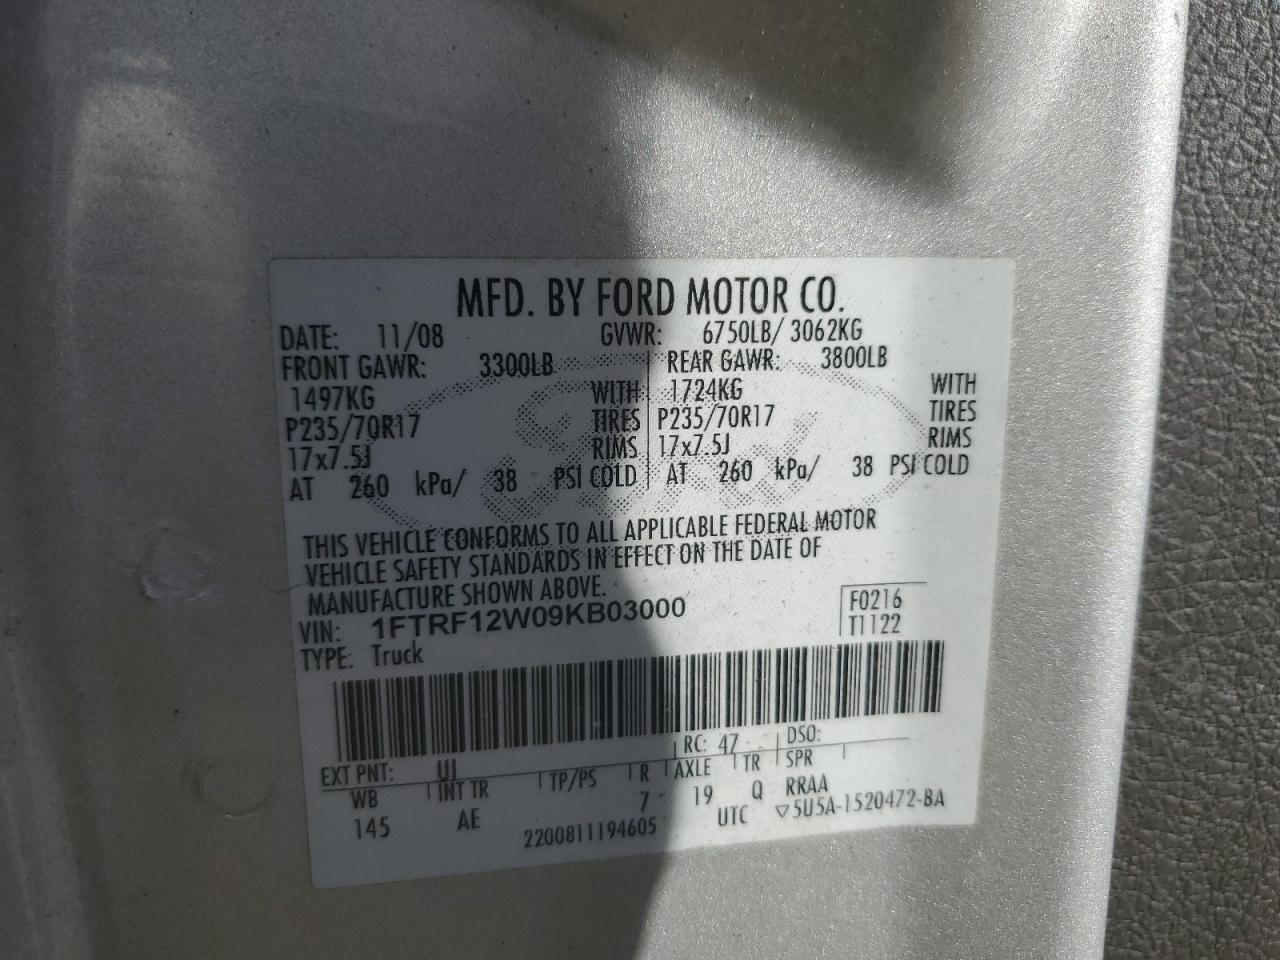 MFD. BY FORD MOTOR CO.
DATE: 11/08 GVWR: 6750LB/ 3062KG
FRONT GAWR: 3300LB REAR GAWR: 3800LB
1497KG WITH 1724KG WITH
P235/70R17 TIRES P235/70R17 TIRES
17x7.5J RIMS 17x7.5J RIMS
AT 260 kPa/ 38 PSI COLD AT 260 kPa/ 38 PSI COLD
THIS VEHICLE CONFORMS TO ALL APPLICABLE FEDERAL MOTOR
VEHICLE SAFETY STANDARDS IN EFFECT ON THE DATE OF
MANUFACTURE SHOWN ABOVE.
VIN: 1FTRF12W09KB03000 F0216
TYPE: Truck T1122
EXT PNT: UI RC: 47 DSO:
WB INT TR TP/PS R AXLE TR SPR
145 AE 7 19 Q RRAA
2200811194605 UTC ▽5U5A-1520472-BA